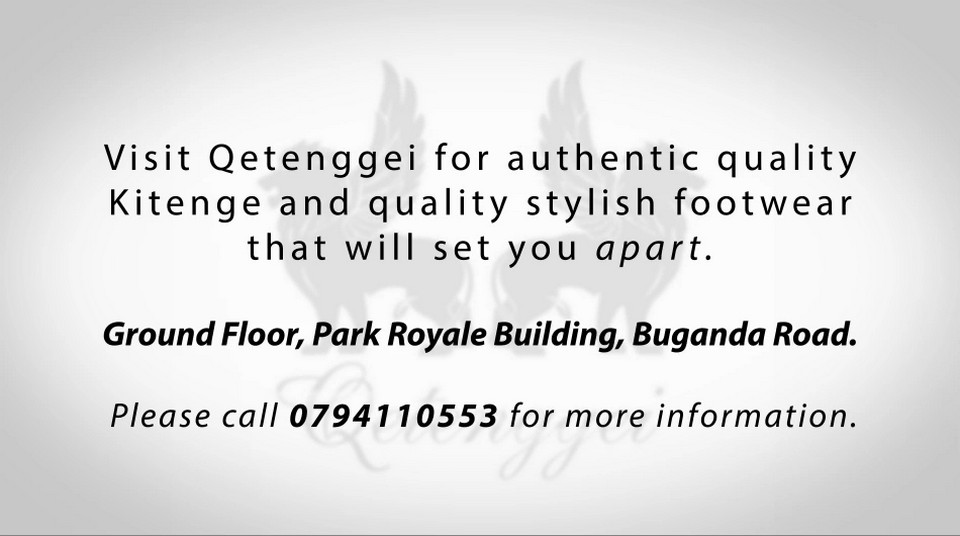 Visit Qetenggei for authentic quality
Kitenge and quality stylish footwear
that will set you apart.
Ground Floor, Park Royale Building, Buganda Road.
Please call 0794110553 for more information.
Qetenggei